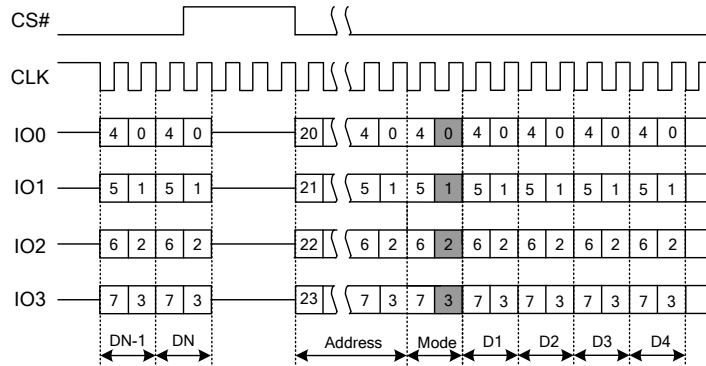 CS#
CLK
IO0 4 0 4 0 20 4 0 4 0 4 0 4 0 4 0 4 0
IO1 5 1 5 1 21 5 1 5 1 5 1 5 1 5 1 5 1
IO2 6 2 6 2 22 6 2 6 2 6 2 6 2 6 2 6 2
IO3 7 3 7 3 23 7 3 7 3 7 3 7 3 7 3 7 3
DN-1 DN Address Mode D1 D2 D3 D4